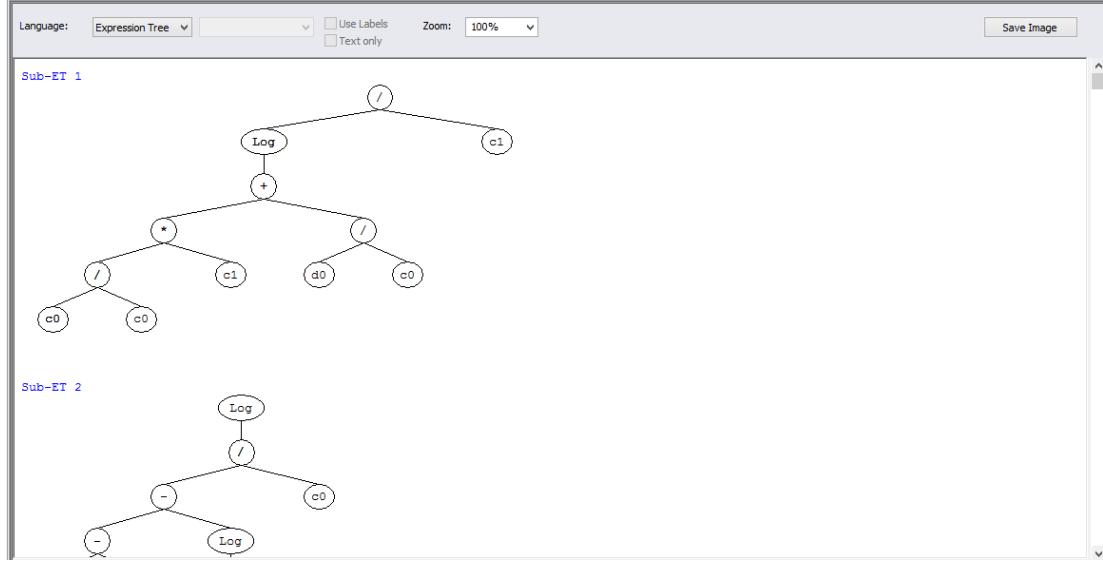 Language: Expression Tree Use Labels Text only Zoom: 100% Save Image
Sub-ET 1
/
Log c1
+
* /
/ c1 d0 c0
c0 c0
Sub-ET 2
Log
/
- c0
- Log